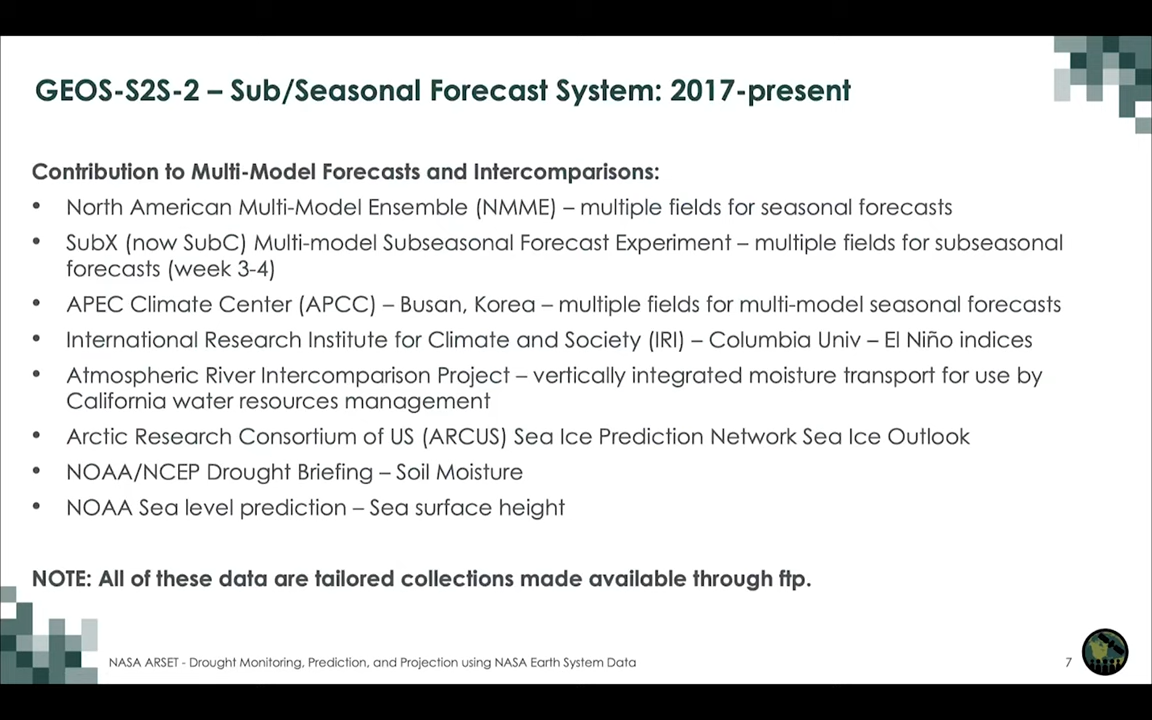 GEOS-S2S-2 – Sub/Seasonal Forecast System: 2017-present
Contribution to Multi-Model Forecasts and Intercomparisons:
• North American Multi-Model Ensemble (NMME) – multiple fields for seasonal forecasts
• SubX (now SubC) Multi-model Subseasonal Forecast Experiment – multiple fields for subseasonal
forecasts (week 3-4)
• APEC Climate Center (APCC) – Busan, Korea – multiple fields for multi-model seasonal forecasts
• International Research Institute for Climate and Society (IRI) – Columbia Univ – El Niño indices
• Atmospheric River Intercomparison Project – vertically integrated moisture transport for use by
California water resources management
• Arctic Research Consortium of US (ARCUS) Sea Ice Prediction Network Sea Ice Outlook
• NOAA/NCEP Drought Briefing – Soil Moisture
• NOAA Sea level prediction – Sea surface height
NOTE: All of these data are tailored collections made available through ftp.
NASA ARSET - Drought Monitoring, Prediction, and Projection using NASA Earth System Data
7